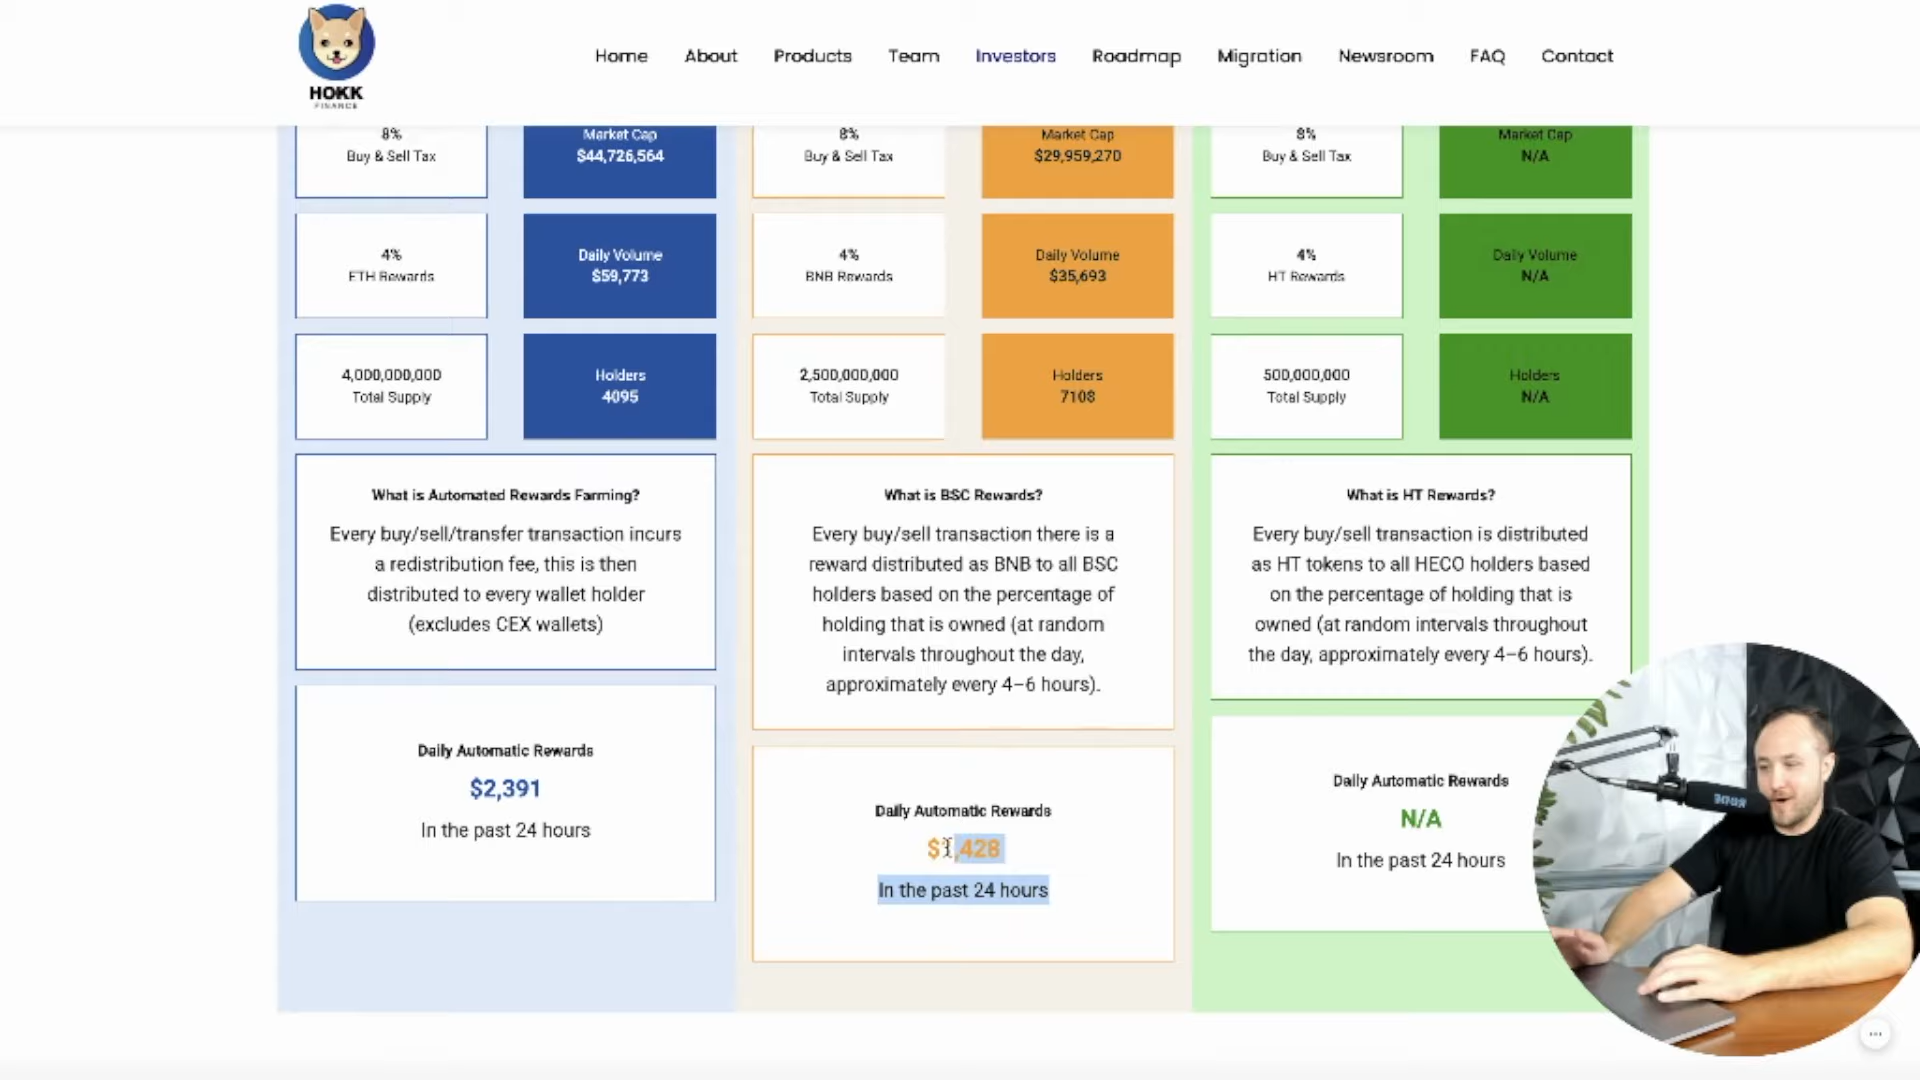 HOKK
FINANCE
Home About Products Team Investors Roadmap Migration Newsroom FAQ Contact
8%
Buy & Sell Tax
Market Cap
$44,726,564
4%
ETH Rewards
Daily Volume
$59,773
4,000,000,000
Total Supply
Holders
4095
What is Automated Rewards Farming?
Every buy/sell/transfer transaction incurs
a redistribution fee, this is then
distributed to every wallet holder
(excludes CEX wallets)
Daily Automatic Rewards
$2,391
In the past 24 hours
8%
Buy & Sell Tax
Market Cap
$29,959,270
4%
BNB Rewards
Daily Volume
$35,693
2,500,000,000
Total Supply
Holders
7108
What is BSC Rewards?
Every buy/sell transaction there is a
reward distributed as BNB to all BSC
holders based on the percentage of
holding that is owned (at random
intervals throughout the day,
approximately every 4–6 hours).
Daily Automatic Rewards
In the past 24 hours
8%
Buy & Sell Tax
Market Cap
N/A
4%
HT Rewards
Daily Volume
N/A
500,000,000
Total Supply
Holders
N/A
What is HT Rewards?
Every buy/sell transaction is distributed
as HT tokens to all HECO holders based
on the percentage of holding that is
owned (at random intervals throughout
the day, approximately every 4–6 hours).
Daily Automatic Rewards
N/A
In the past 24 hours
RODE